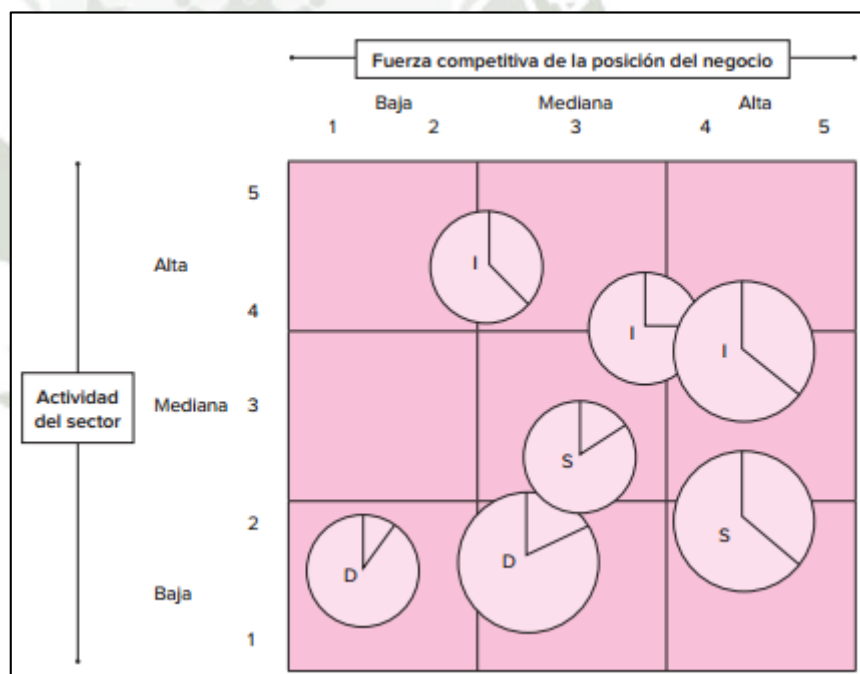 Fuerza competitiva de la posición del negocio
Baja Mediana Alta
1 2 3 4 5
5
Alta
I
4
I
I
Actividad
del sector
Mediana 3
S
2
S
D
D
Baja
1